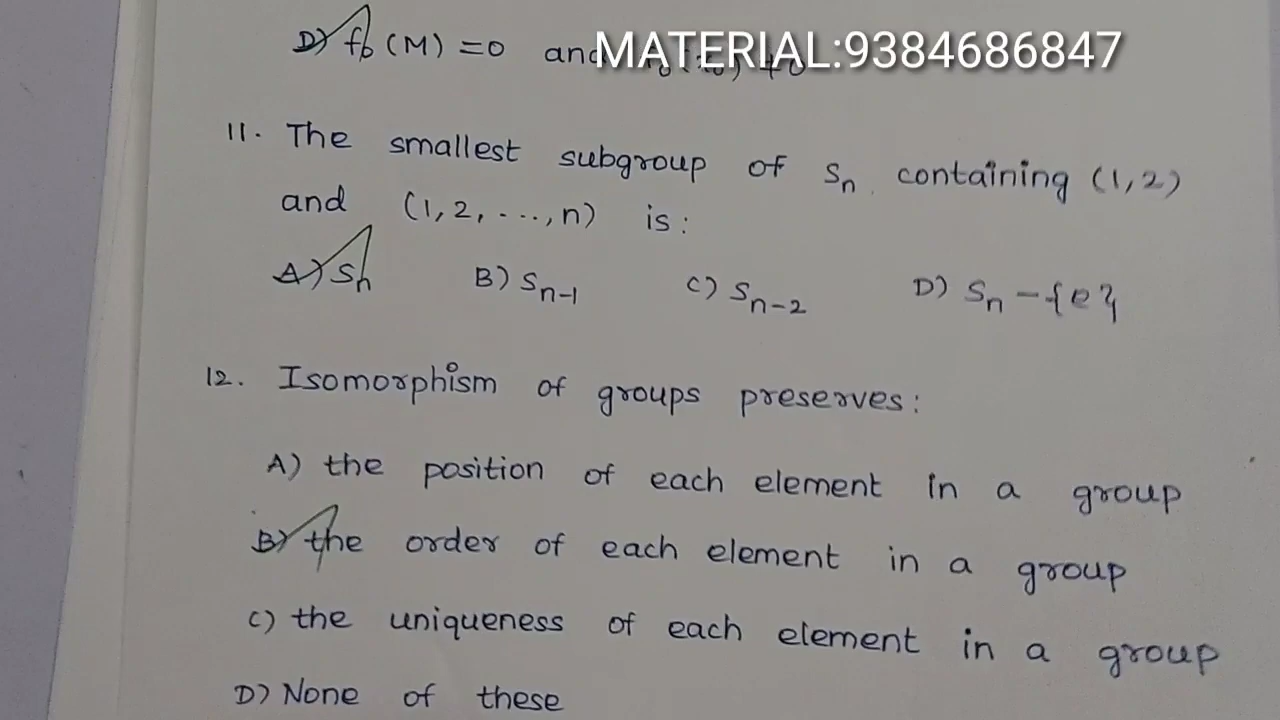 D) f₀ (M) = 0 and
MATERIAL:9384686847
11. The smallest subgroup of Sₙ containing (1,2)
and (1, 2, ..., n) is:
A) Sₙ B) Sₙ₋₁ C) Sₙ₋₂ D) Sₙ - {e}
12. Isomorphism of groups preserves:
A) the position of each element in a group
B) the order of each element in a group
C) the uniqueness of each element in a group
D) None of these